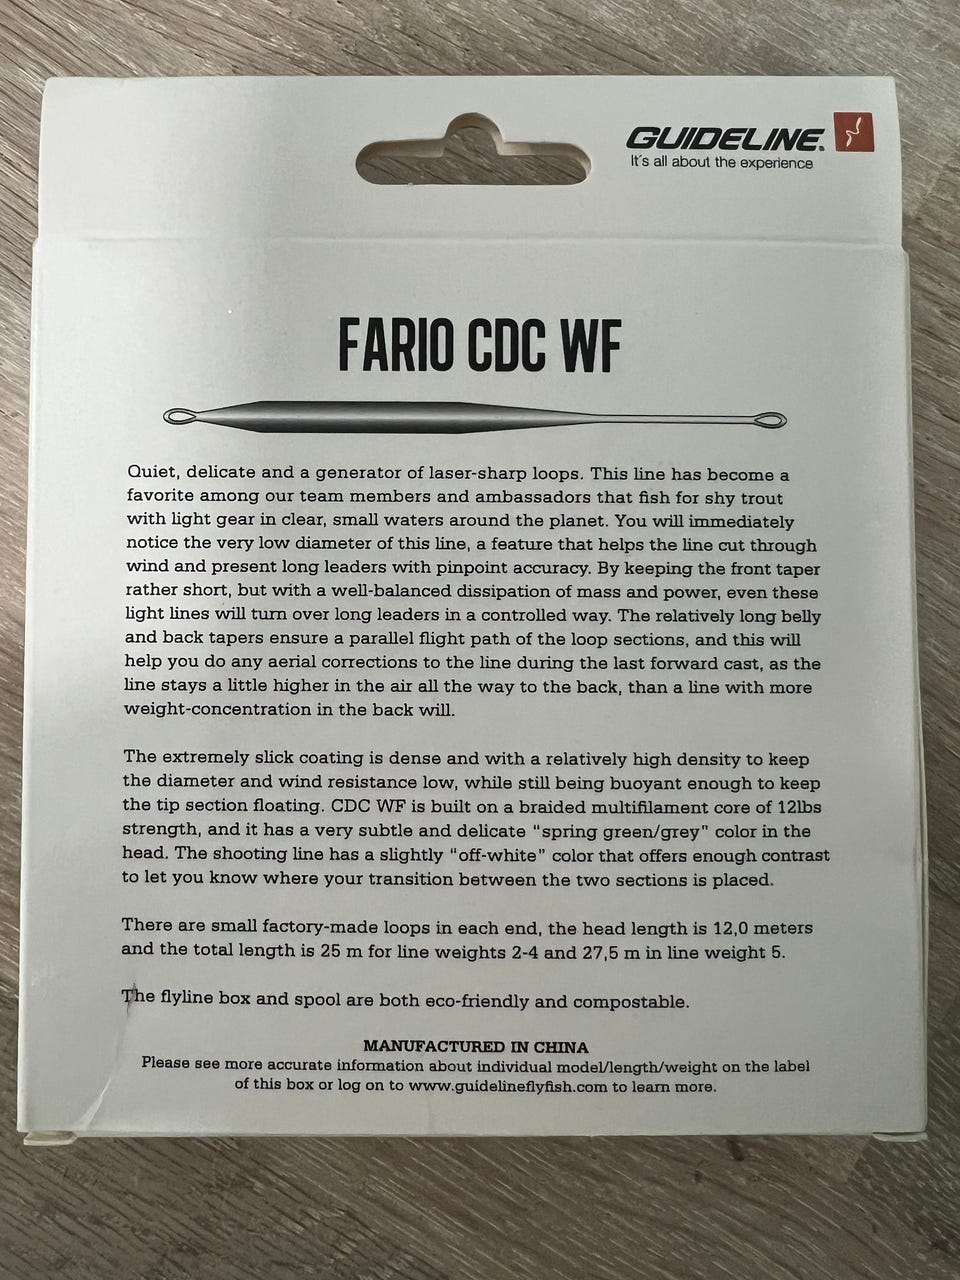 GUIDELINE.
It´s all about the experience
FARIO CDC WF
Quiet, delicate and a generator of laser-sharp loops. This line has become a
favorite among our team members and ambassadors that fish for shy trout
with light gear in clear, small waters around the planet. You will immediately
notice the very low diameter of this line, a feature that helps the line cut through
wind and present long leaders with pinpoint accuracy. By keeping the front taper
rather short, but with a well-balanced dissipation of mass and power, even these
light lines will turn over long leaders in a controlled way. The relatively long belly
and back tapers ensure a parallel flight path of the loop sections, and this will
help you do any aerial corrections to the line during the last forward cast, as the
line stays a little higher in the air all the way to the back, than a line with more
weight-concentration in the back will.
The extremely slick coating is dense and with a relatively high density to keep
the diameter and wind resistance low, while still being buoyant enough to keep
the tip section floating. CDC WF is built on a braided multifilament core of 12lbs
strength, and it has a very subtle and delicate “spring green/grey” color in the
head. The shooting line has a slightly “off-white” color that offers enough contrast
to let you know where your transition between the two sections is placed.
There are small factory-made loops in each end, the head length is 12,0 meters
and the total length is 25 m for line weights 2-4 and 27,5 m in line weight 5.
The flyline box and spool are both eco-friendly and compostable.
MANUFACTURED IN CHINA
Please see more accurate information about individual model/length/weight on the label
of this box or log on to www.guidelineflyfish.com to learn more.